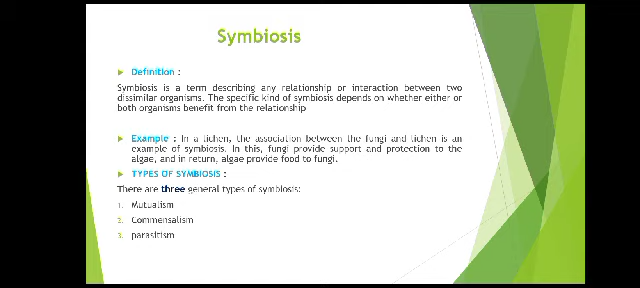 Symbiosis
Definition :
Symbiosis is a term describing any relationship or interaction between two
dissimilar organisms. The specific kind of symbiosis depends on whether either or
both organisms benefit from the relationship
Example : In a lichen, the association between the fungi and lichen is an
example of symbiosis. In this, fungi provide support and protection to the
algae, and in return, algae provide food to fungi.
TYPES OF SYMBIOSIS :
There are three general types of symbiosis:
1. Mutualism
2. Commensalism
3. parasitism